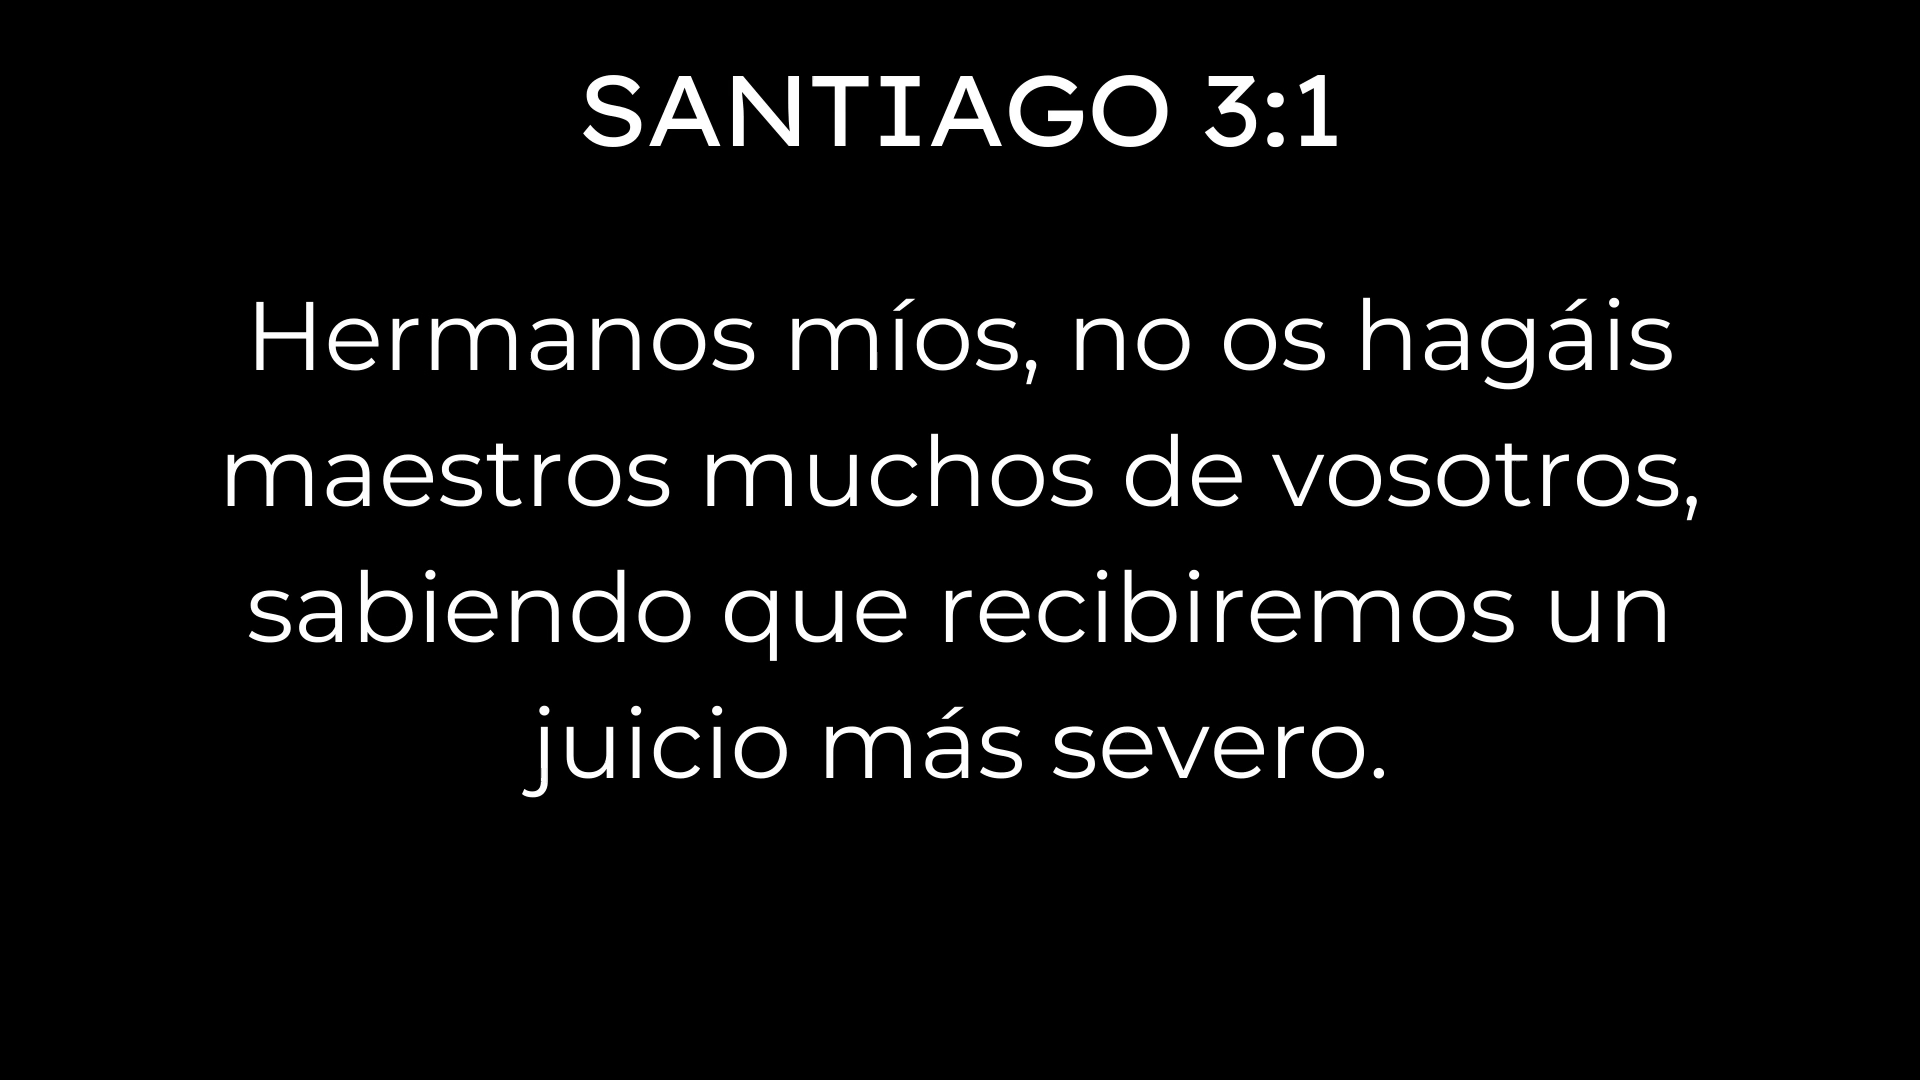 SANTIAGO 3:1
Hermanos míos, no os hagáis
maestros muchos de vosotros,
sabiendo que recibiremos un
juicio más severo.